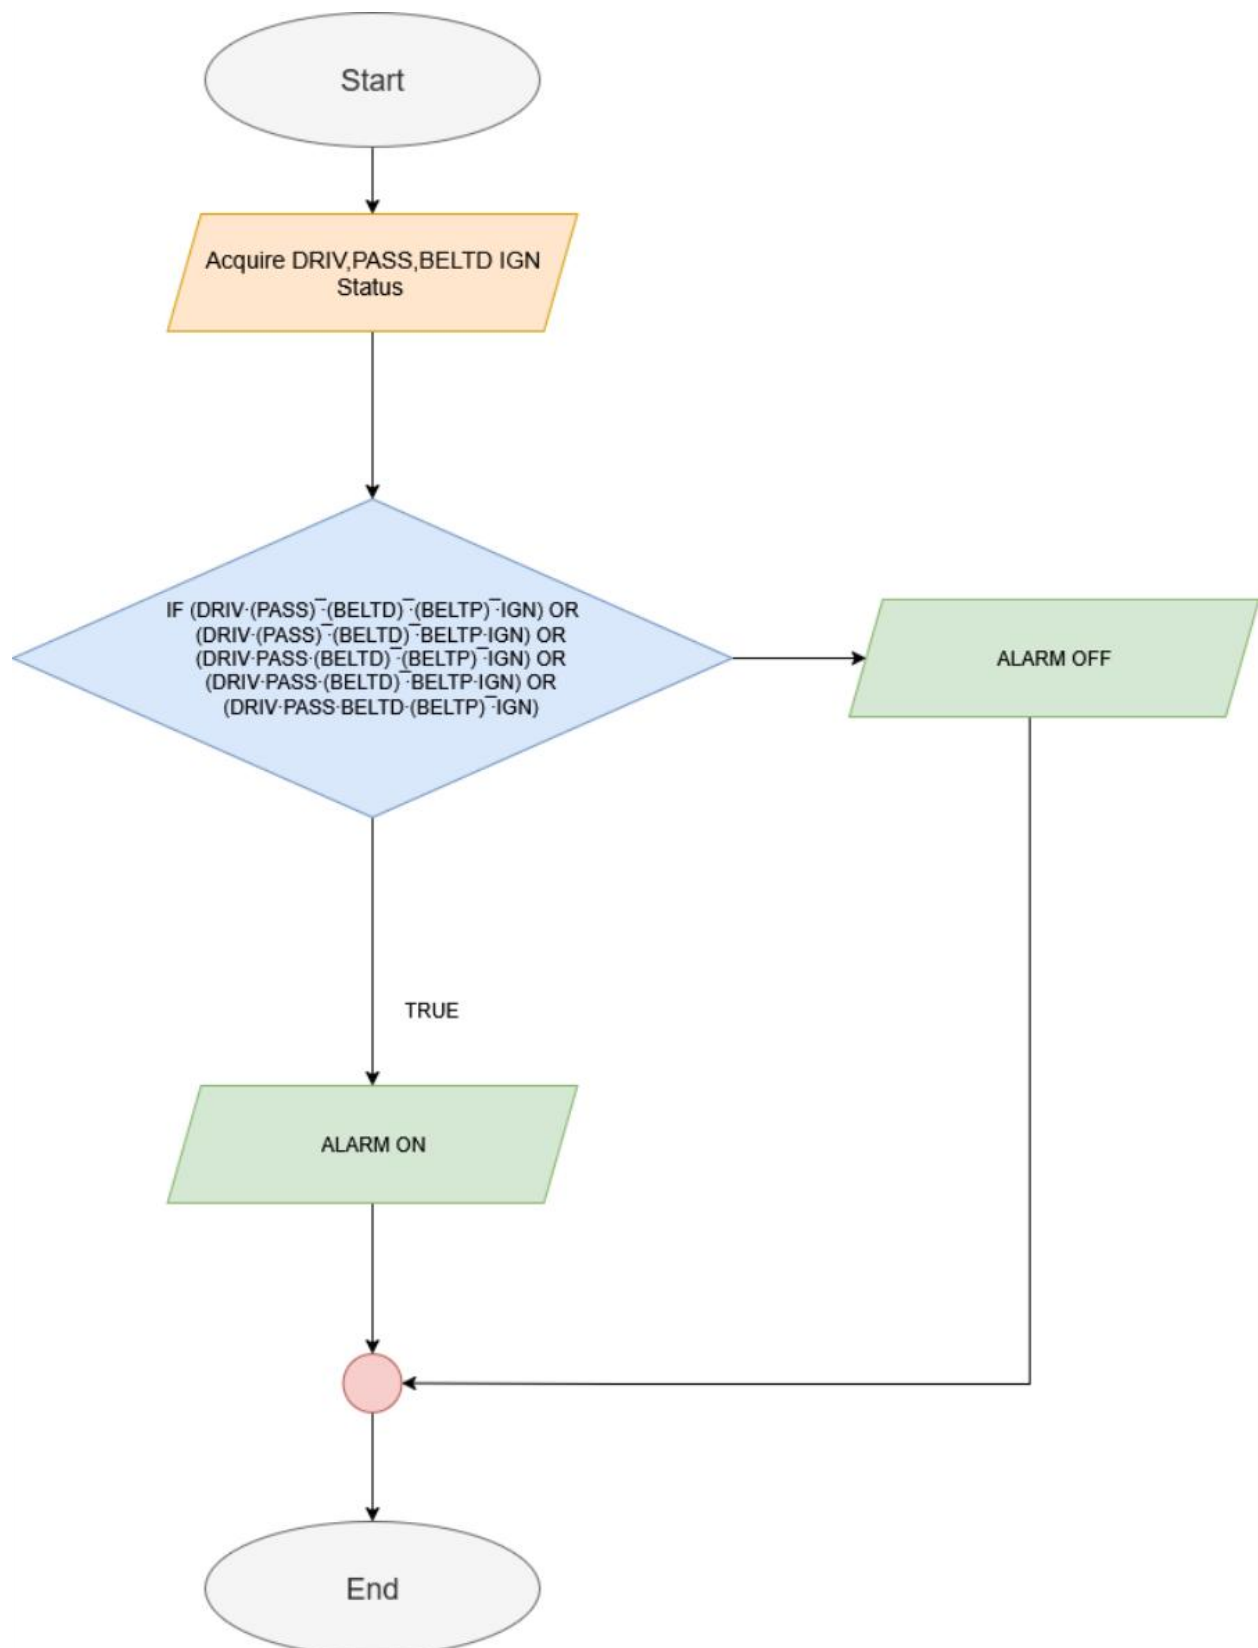 Start
Acquire DRIV,PASS,BELTD IGN
Status
IF (DRIV·(PASS)¯·(BELTD)¯·(BELTP)¯·IGN) OR
(DRIV·(PASS)¯·(BELTD)¯·BELTP·IGN) OR
(DRIV·PASS·(BELTD)¯·(BELTP)¯·IGN) OR
(DRIV·PASS·(BELTD)¯·BELTP·IGN) OR
(DRIV·PASS·BELTD·(BELTP)¯·IGN)
ALARM OFF
TRUE
ALARM ON
End